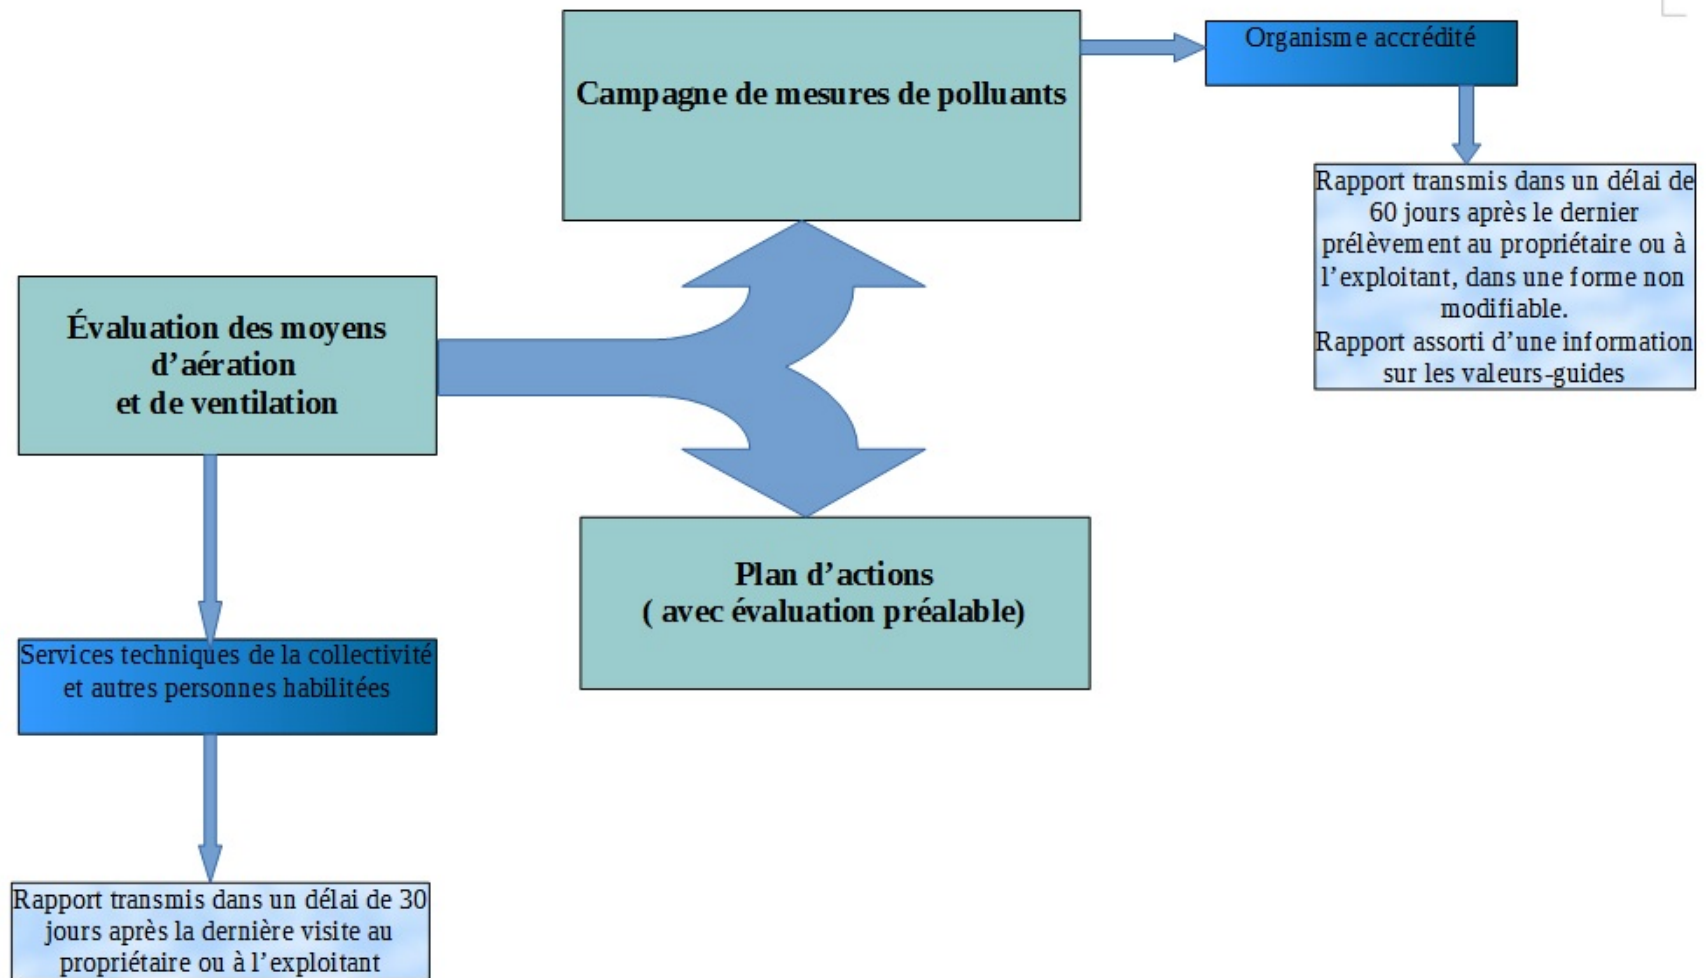 Campagne de mesures de polluants
Organisme accrédité
Rapport transmis dans un délai de
60 jours après le dernier
prélèvement au propriétaire ou à
l’exploitant, dans une forme non
modifiable.
Rapport assorti d’une information
sur les valeurs-guides
Évaluation des moyens
d’aération
et de ventilation
Plan d’actions
( avec évaluation préalable)
Services techniques de la collectivité
et autres personnes habilitées
Rapport transmis dans un délai de 30
jours après la dernière visite au
propriétaire ou à l’exploitant